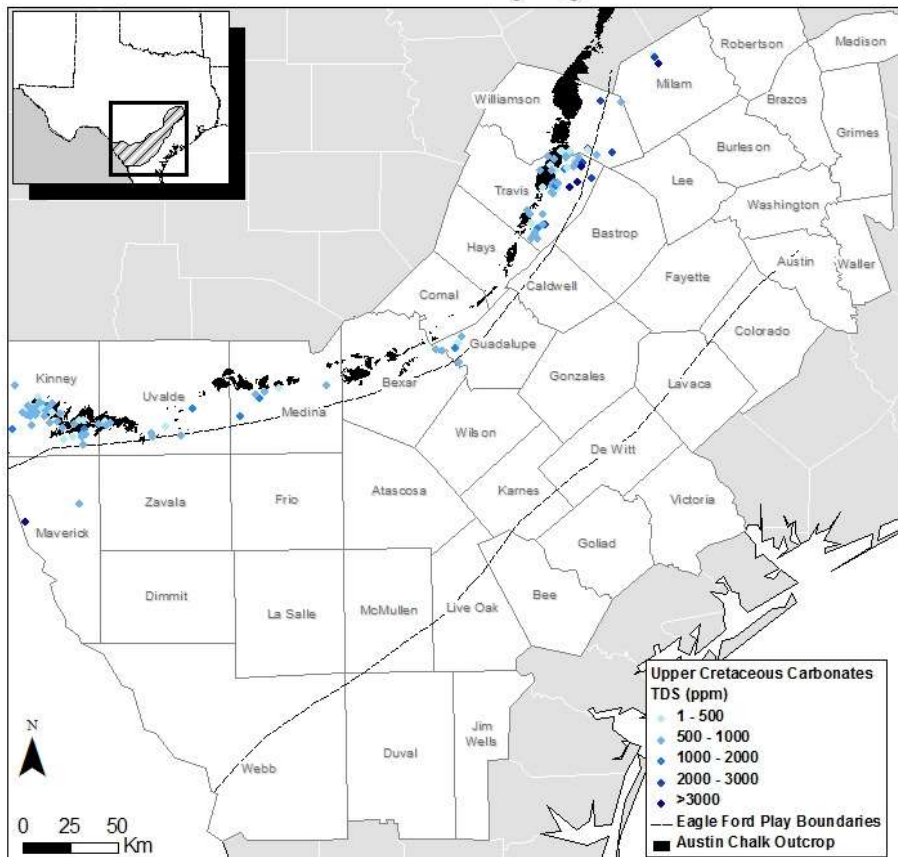 Robertson
Madison
Milam
Williamson
Brazos
Grimes
Burleson
Lee
Travis
Washington
Bastrop
Hays
Austin
Waller
Fayette
Comal
Caldwell
Colorado
Guadalupe
Kinney
Bexar
Gonzales
Lavaca
Uvalde
Medina
Wilson
De Witt
Zavala
Frio
Atascosa
Karnes
Victoria
Maverick
Goliad
Dimmit
La Salle
McMullen
Live Oak
Bee
Upper Cretaceous Carbonates
TDS (ppm)
1 - 500
500 - 1000
1000 - 2000
2000 - 3000
>3000
Eagle Ford Play Boundaries
Austin Chalk Outcrop
N
Jim
Wells
Duval
Webb
0 25 50
Km